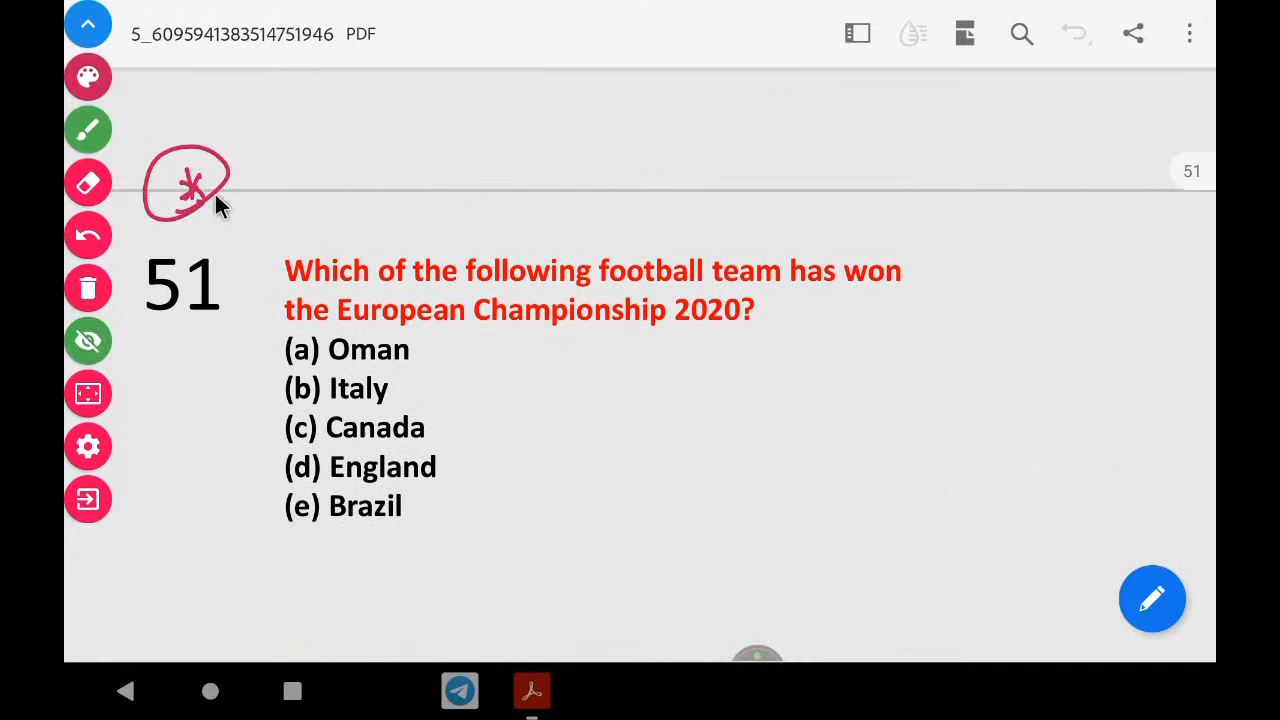 5_6095941383514751946 PDF
51
51
Which of the following football team has won
the European Championship 2020?
(a) Oman
(b) Italy
(c) Canada
(d) England
(e) Brazil